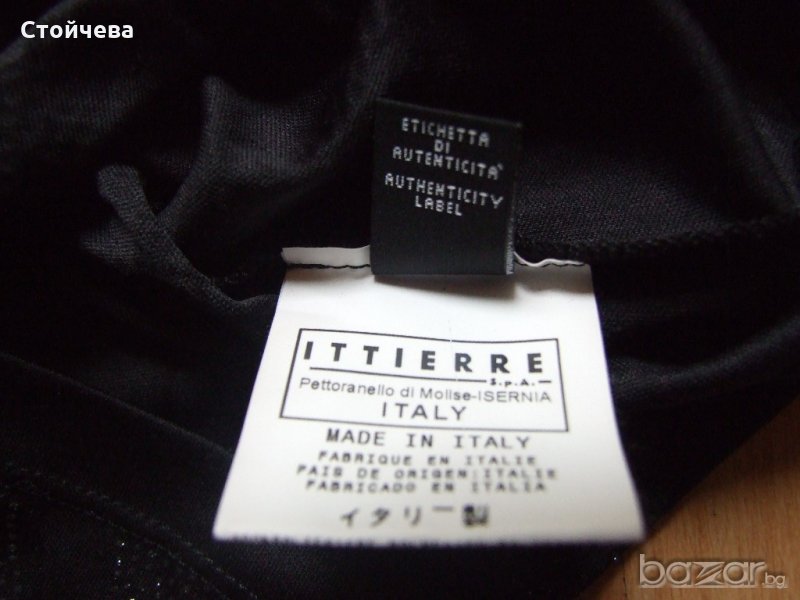 Стойчева
ETICHETTA
DI
AUTENTICITA'
AUTHENTICITY
LABEL
ITTIERRE
S.p.A.
Pettoranello di Molise-ISERNIA
ITALY
MADE IN ITALY
FABRIQUE EN ITALIE
PAIS DE ORIGEN:ITALIE
FABRICADO EN ITALIE
イタリー製
bazar.bg